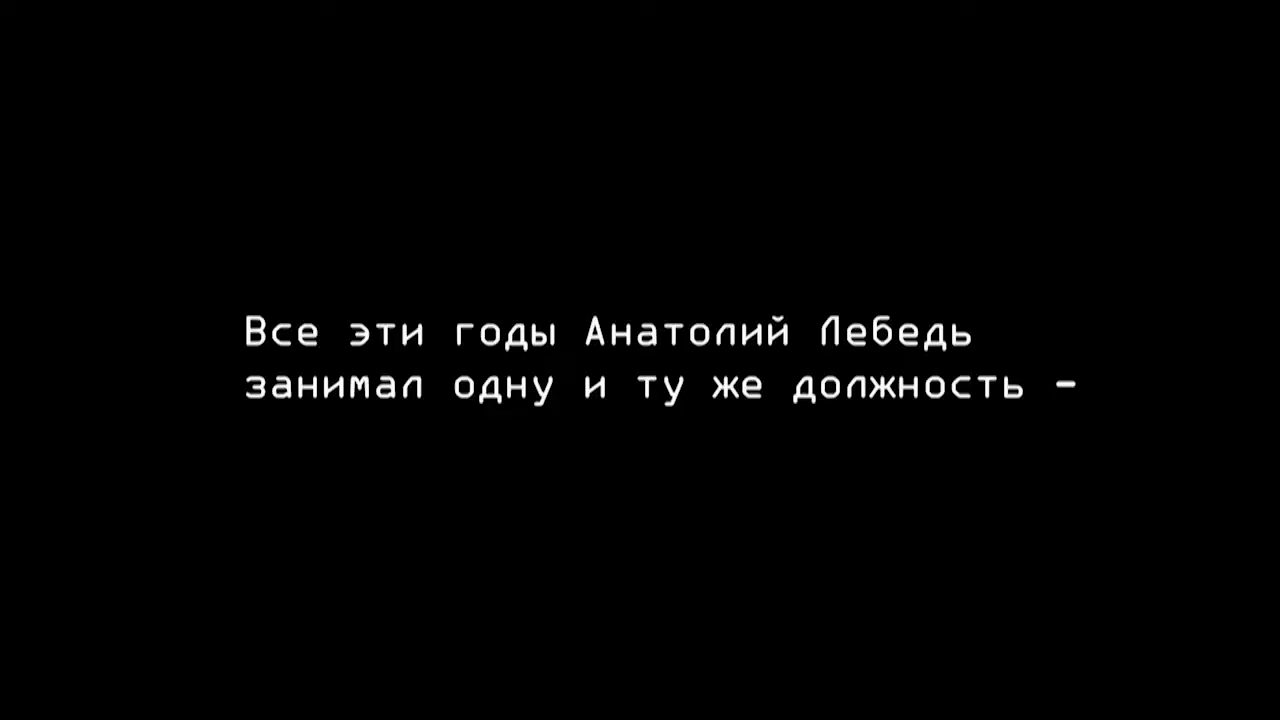 Все эти годы Анатолий Лебедь
занимал одну и ту же должность -